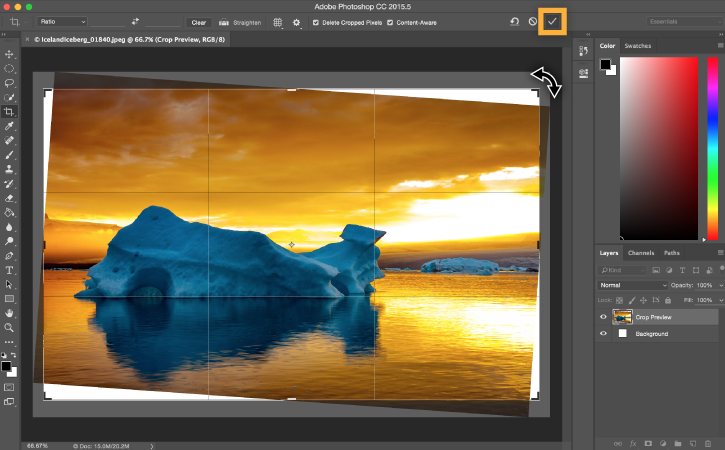 Adobe Photoshop CC 2015.5
Ratio
Clear
Straighten
Delete Cropped Pixels
Content-Aware
Essentials
× © IcelandIceberg_01840.jpeg @ 66.7% (Crop Preview, RGB/8)
Color
Swatches
Layers
Channels
Paths
Kind
Normal
Opacity: 100%
Lock:
Fill: 100%
Crop Preview
Background
fx
66.67%
© Doc: 15.0M/20.2M